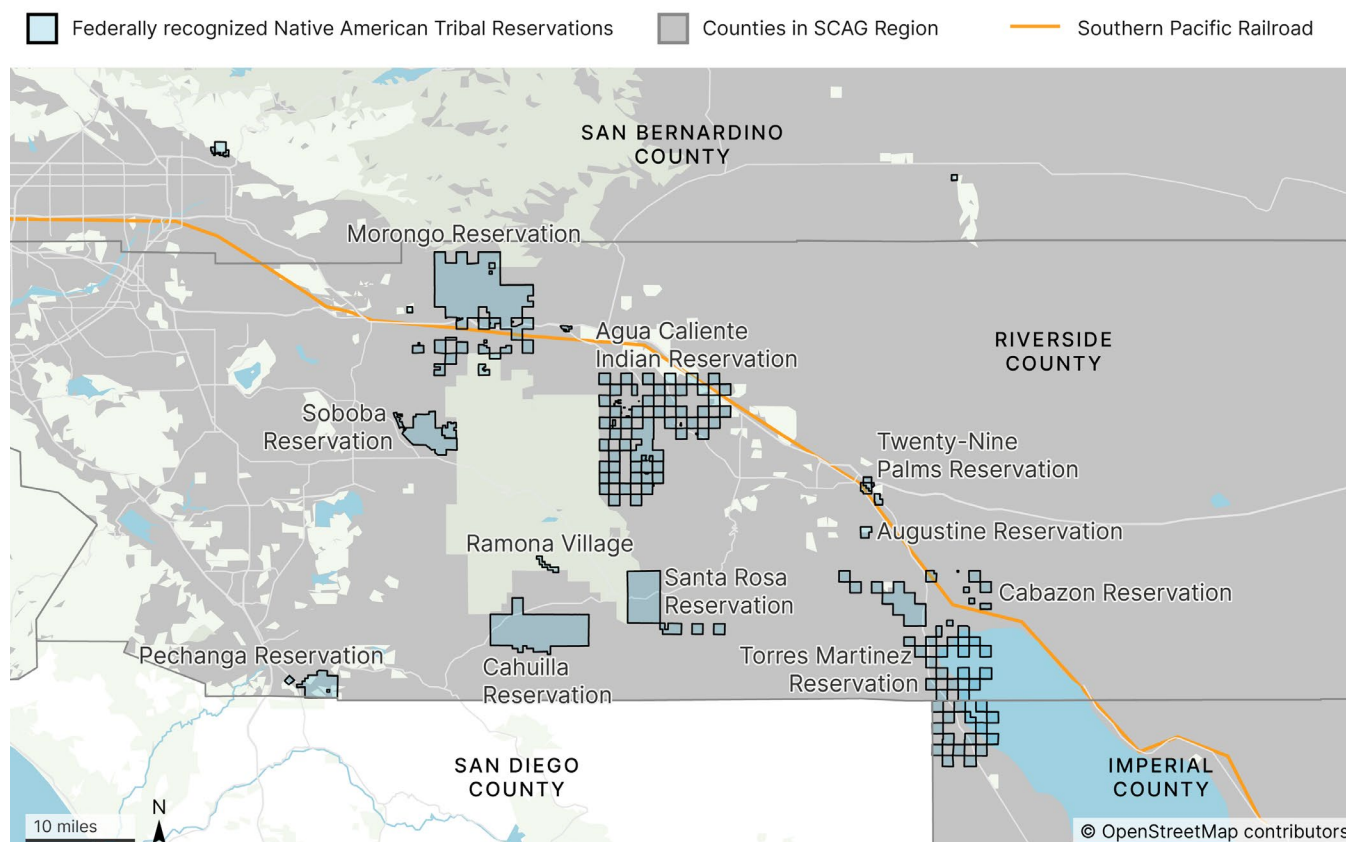 Federally recognized Native American Tribal Reservations
Counties in SCAG Region
Southern Pacific Railroad
SAN BERNARDINO
COUNTY
Morongo Reservation
Agua Caliente
Indian Reservation
RIVERSIDE
COUNTY
Soboba
Reservation
Twenty-Nine
Palms Reservation
Augustine Reservation
Ramona Village
Santa Rosa
Reservation
Cabazon Reservation
Pechanga Reservation
Cahuilla
Reservation
Torres Martinez
Reservation
SAN DIEGO
COUNTY
IMPERIAL
COUNTY
N
10 miles
© OpenStreetMap contributors